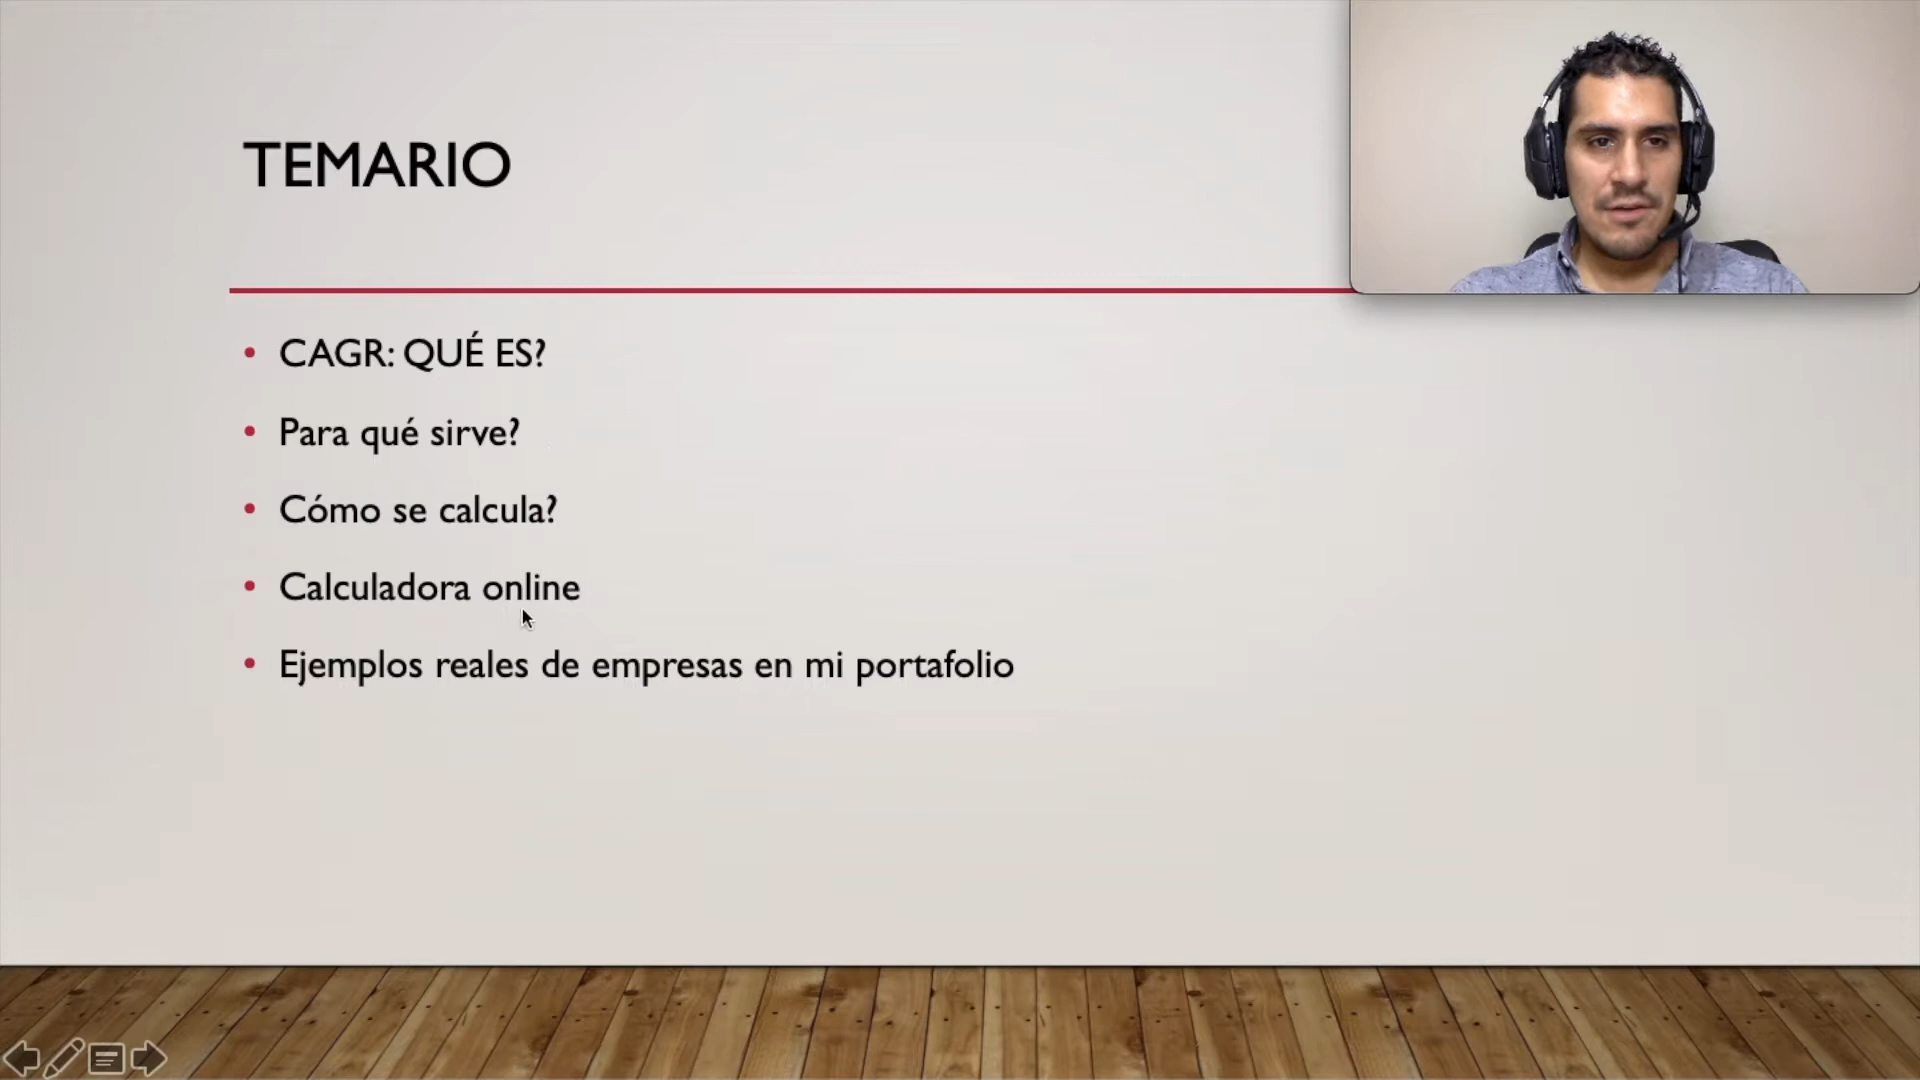 TEMARIO
CAGR: QUÉ ES?
Para qué sirve?
Cómo se calcula?
Calculadora online
Ejemplos reales de empresas en mi portafolio